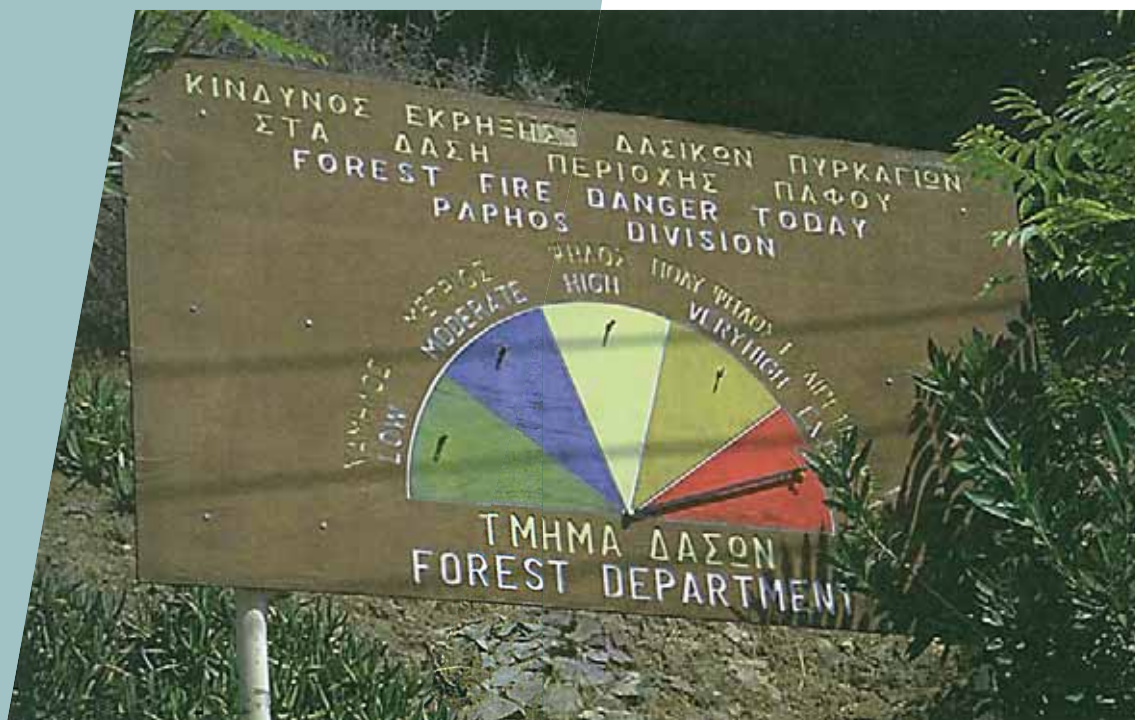 ΚΙΝΔΥΝΟΣ ΕΚΡΗΞΗΣ ΔΑΣΙΚΩΝ ΠΥΡΚΑΓΙΩΝ
ΣΤΑ ΔΑΣΗ ΠΕΡΙΟΧΗΣ ΠΑΦΟΥ
FOREST FIRE DANGER TODAY
PAPHOS DIVISION
LOW
ΜΕΤΡΙΟΣ
MODERATE
ΨΗΛΟΣ
HIGH
ΠΟΛΥ ΨΗΛΟΣ
VERY HIGH
ΤΜΗΜΑ ΔΑΣΩΝ
FOREST DEPARTMENT